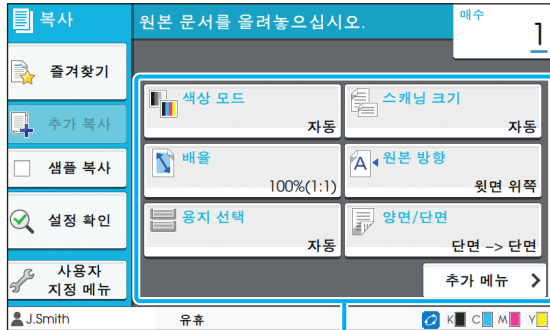 복사
원본 문서를 올려놓으십시오.
매수
1
즐겨찾기
추가 복사
샘플 복사
설정 확인
사용자
지정 메뉴
색상 모드
자동
스캐닝 크기
자동
배율
100%(1:1)
원본 방향
A
윗면 위쪽
용지 선택
자동
양면/단면
단면 –> 단면
추가 메뉴
J.Smith
유휴
K C M Y